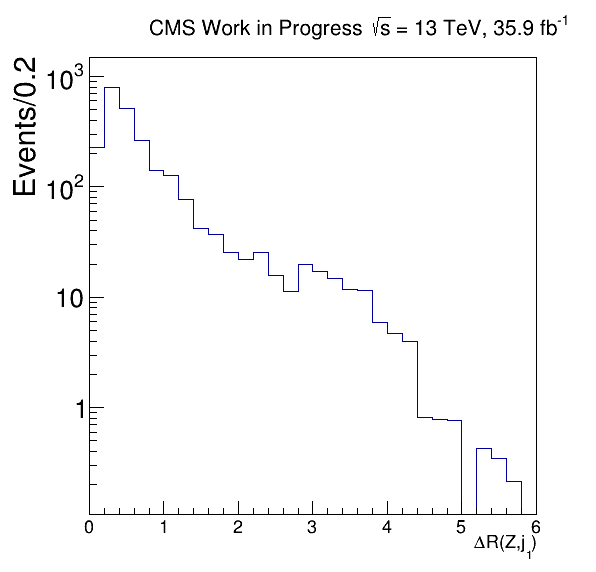 CMS Work in Progress √s = 13 TeV, 35.9 fb⁻¹
Events/0.2
10³
10²
10
1
0 1 2 3 4 5 6
ΔR(Z,j₁)